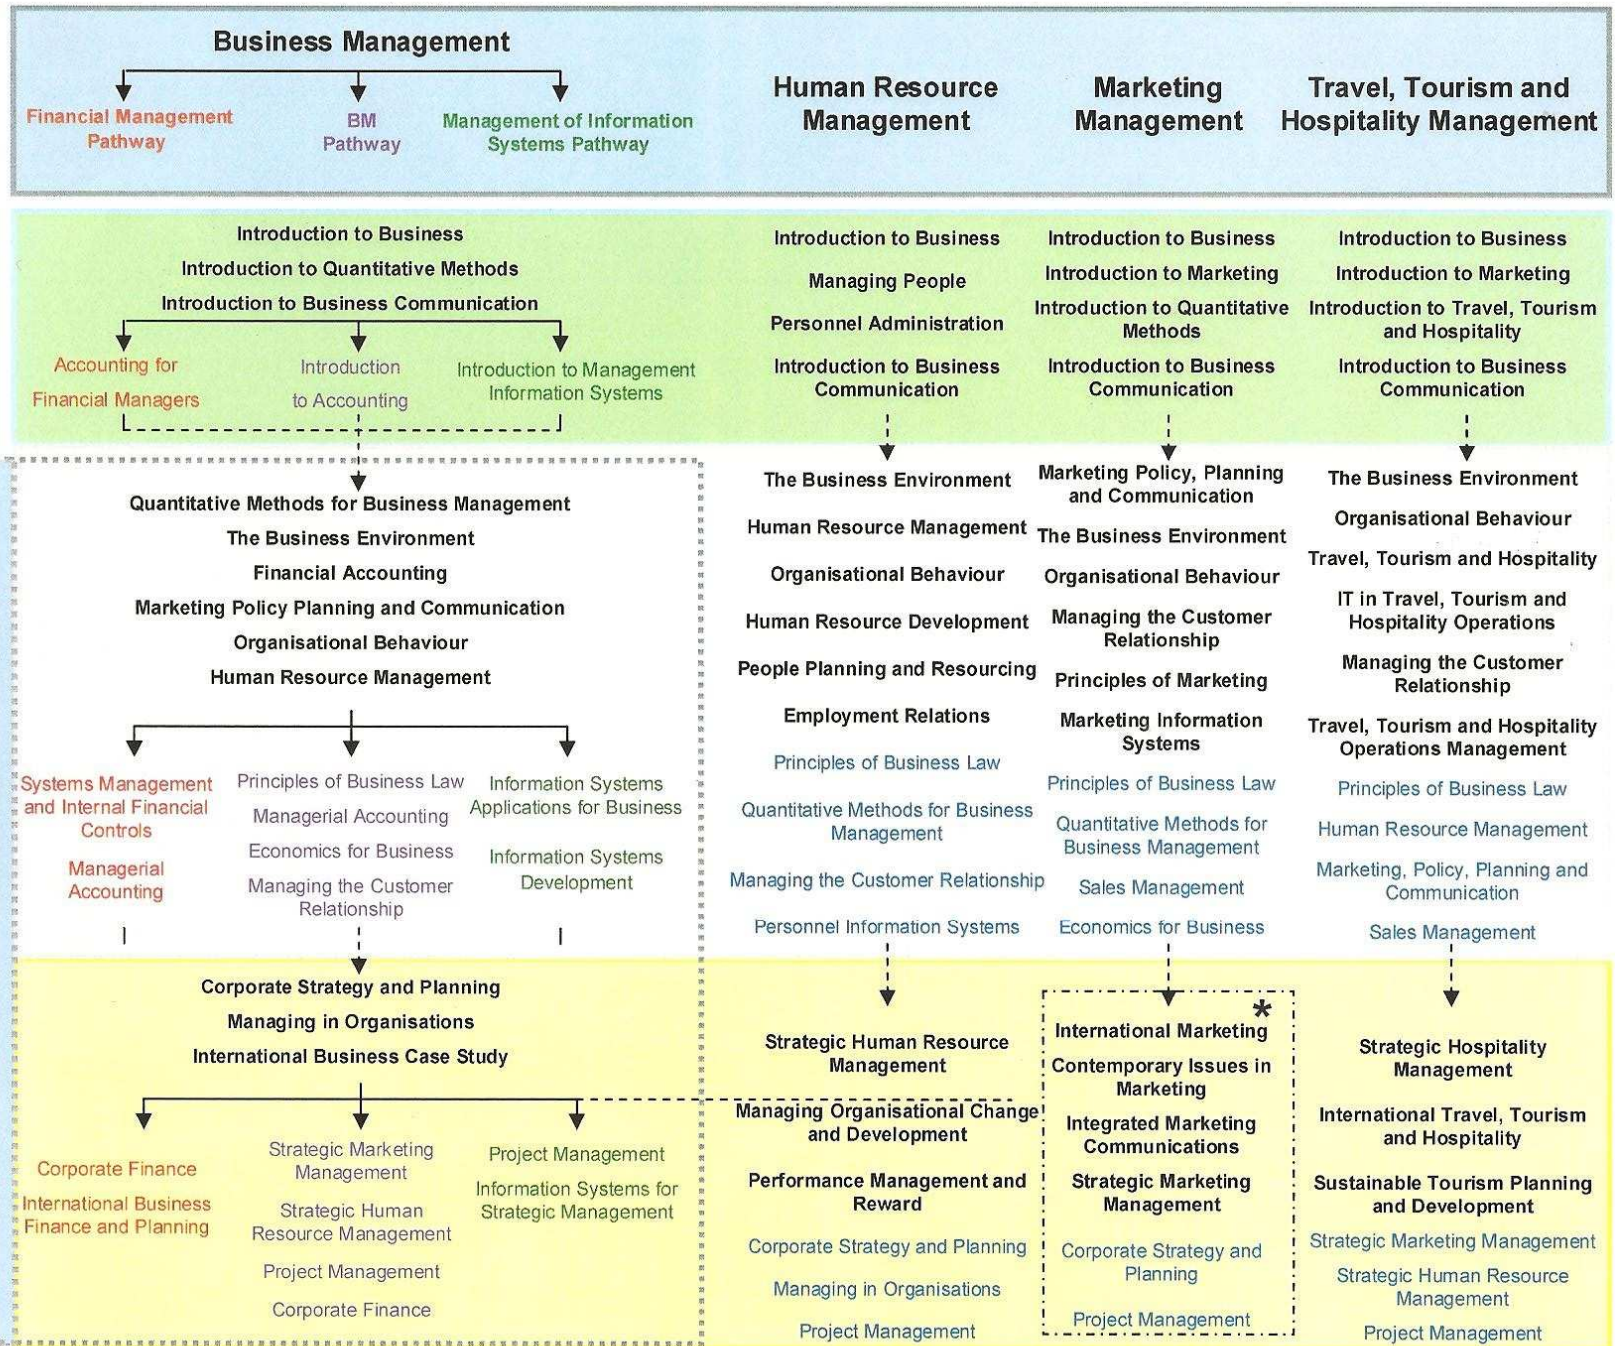 Business Management
Financial Management
Pathway
BM
Pathway
Management of Information
Systems Pathway
Human Resource
Management
Marketing
Management
Travel, Tourism and
Hospitality Management
Introduction to Business
Introduction to Quantitative Methods
Introduction to Business Communication
Accounting for
Financial Managers
Introduction
to Accounting
Introduction to Management
Information Systems
Introduction to Business
Managing People
Personnel Administration
Introduction to Business
Communication
Introduction to Business
Introduction to Marketing
Introduction to Quantitative
Methods
Introduction to Business
Communication
Introduction to Business
Introduction to Marketing
Introduction to Travel, Tourism
and Hospitality
Introduction to Business
Communication
Quantitative Methods for Business Management
The Business Environment
Financial Accounting
Marketing Policy Planning and Communication
Organisational Behaviour
Human Resource Management
Systems Management
and Internal Financial
Controls
Managerial
Accounting
Principles of Business Law
Managerial Accounting
Economics for Business
Managing the Customer
Relationship
Information Systems
Applications for Business
Information Systems
Development
The Business Environment
Human Resource Management
Organisational Behaviour
Human Resource Development
People Planning and Resourcing
Employment Relations
Principles of Business Law
Quantitative Methods for Business
Management
Managing the Customer Relationship
Personnel Information Systems
Marketing Policy, Planning
and Communication
The Business Environment
Organisational Behaviour
Managing the Customer
Relationship
Principles of Marketing
Marketing Information
Systems
Principles of Business Law
Quantitative Methods for
Business Management
Sales Management
Economics for Business
The Business Environment
Organisational Behaviour
Travel, Tourism and Hospitality
IT in Travel, Tourism and
Hospitality Operations
Managing the Customer
Relationship
Travel, Tourism and Hospitality
Operations Management
Principles of Business Law
Human Resource Management
Marketing, Policy, Planning and
Communication
Sales Management
Corporate Strategy and Planning
Managing in Organisations
International Business Case Study
Corporate Finance
International Business
Finance and Planning
Strategic Marketing
Management
Strategic Human
Resource Management
Project Management
Corporate Finance
Project Management
Information Systems for
Strategic Management
Strategic Human Resource
Management
Managing Organisational Change
and Development
Performance Management and
Reward
Corporate Strategy and Planning
Managing in Organisations
Project Management
*
International Marketing
Contemporary Issues in
Marketing
Integrated Marketing
Communications
Strategic Marketing
Management
Corporate Strategy and
Planning
Project Management
Strategic Hospitality
Management
International Travel, Tourism
and Hospitality
Sustainable Tourism Planning
and Development
Strategic Marketing Management
Strategic Human Resource
Management
Project Management